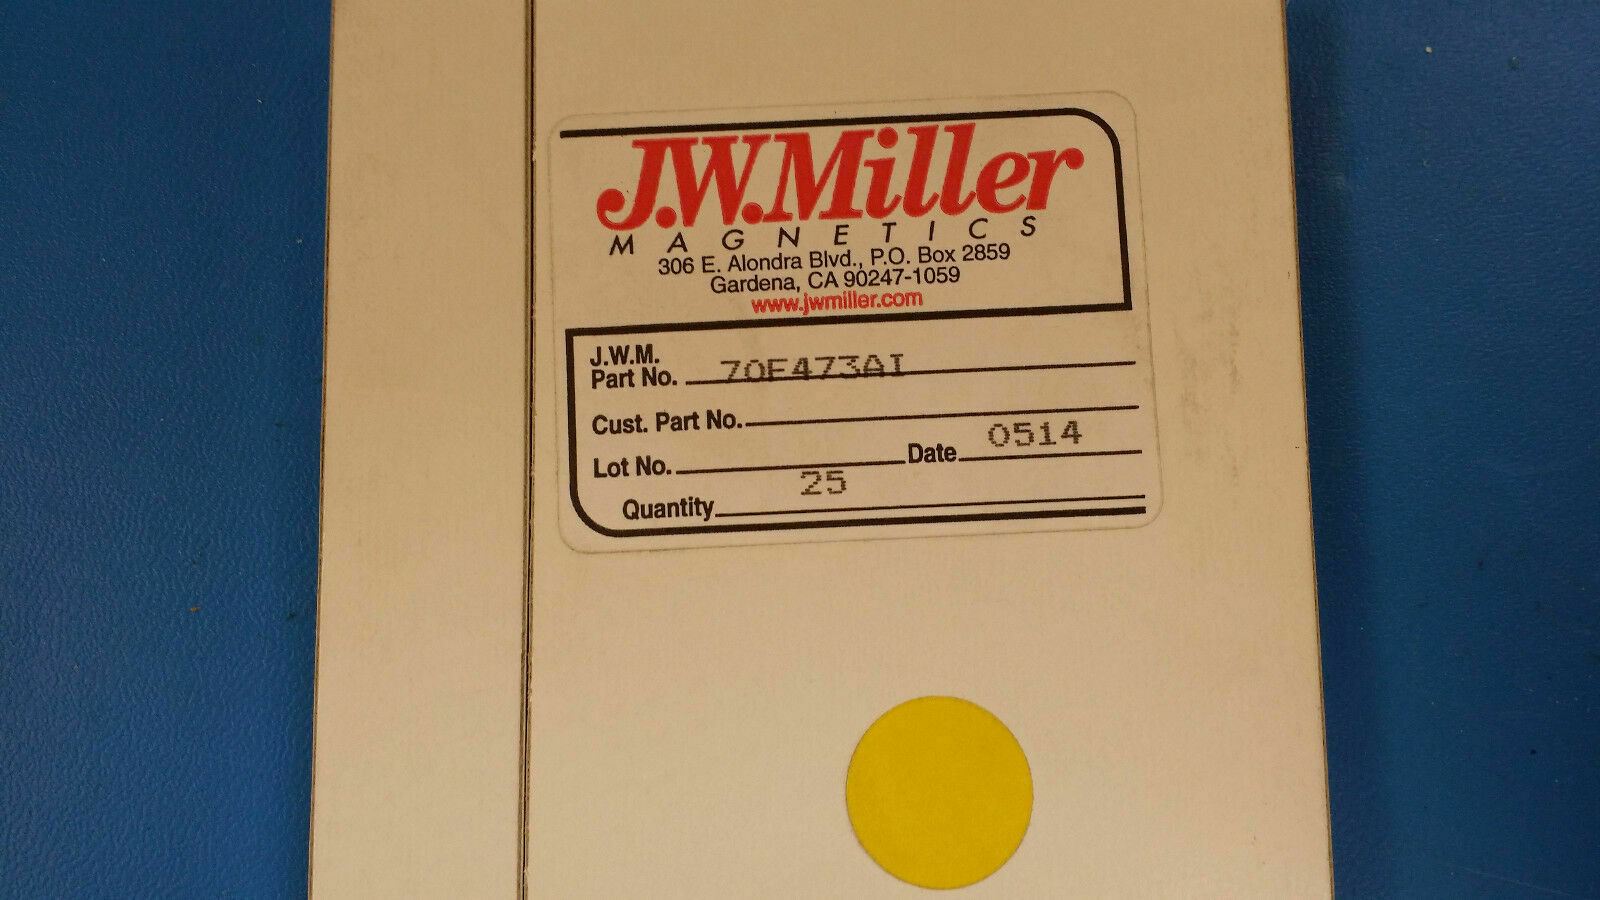 J.W.Miller
MAGNETICS
306 E. Alondra Blvd., P.O. Box 2859
Gardena, CA 90247-1059
www.jwmiller.com
J.W.M.
Part No. 70F473AI
Cust. Part No.
Lot No. Date 0514
Quantity 25